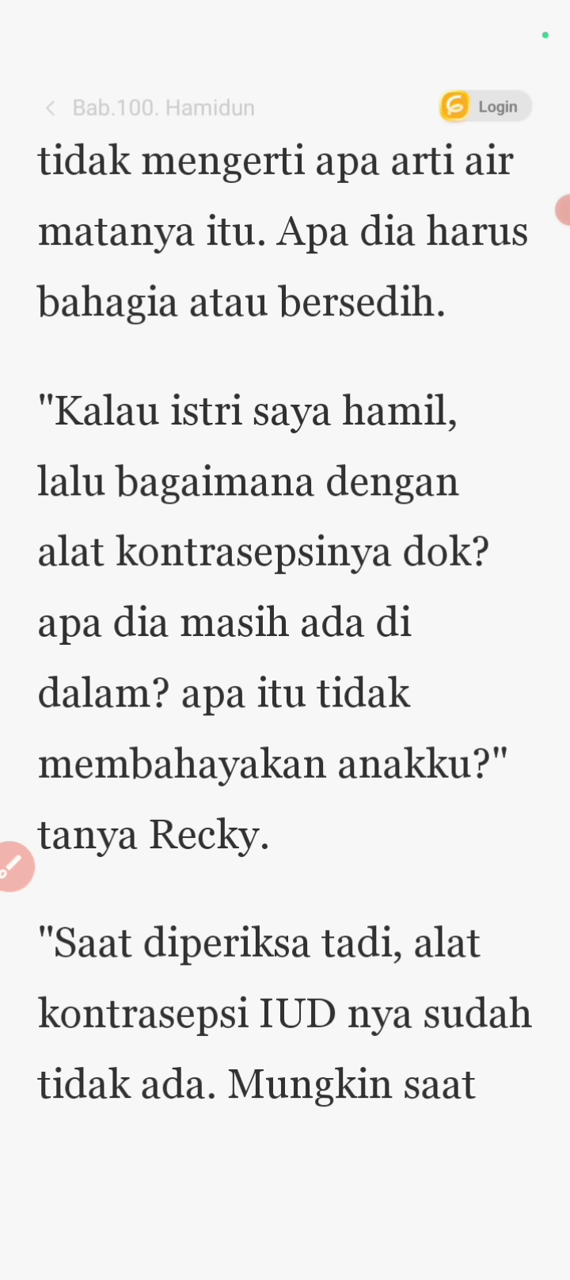 Bab.100. Hamidun
Login
tidak mengerti apa arti air
matanya itu. Apa dia harus
bahagia atau bersedih.
"Kalau istri saya hamil,
lalu bagaimana dengan
alat kontrasepsinya dok?
apa dia masih ada di
dalam? apa itu tidak
membahayakan anakku?"
tanya Recky.
"Saat diperiksa tadi, alat
kontrasepsi IUD nya sudah
tidak ada. Mungkin saat